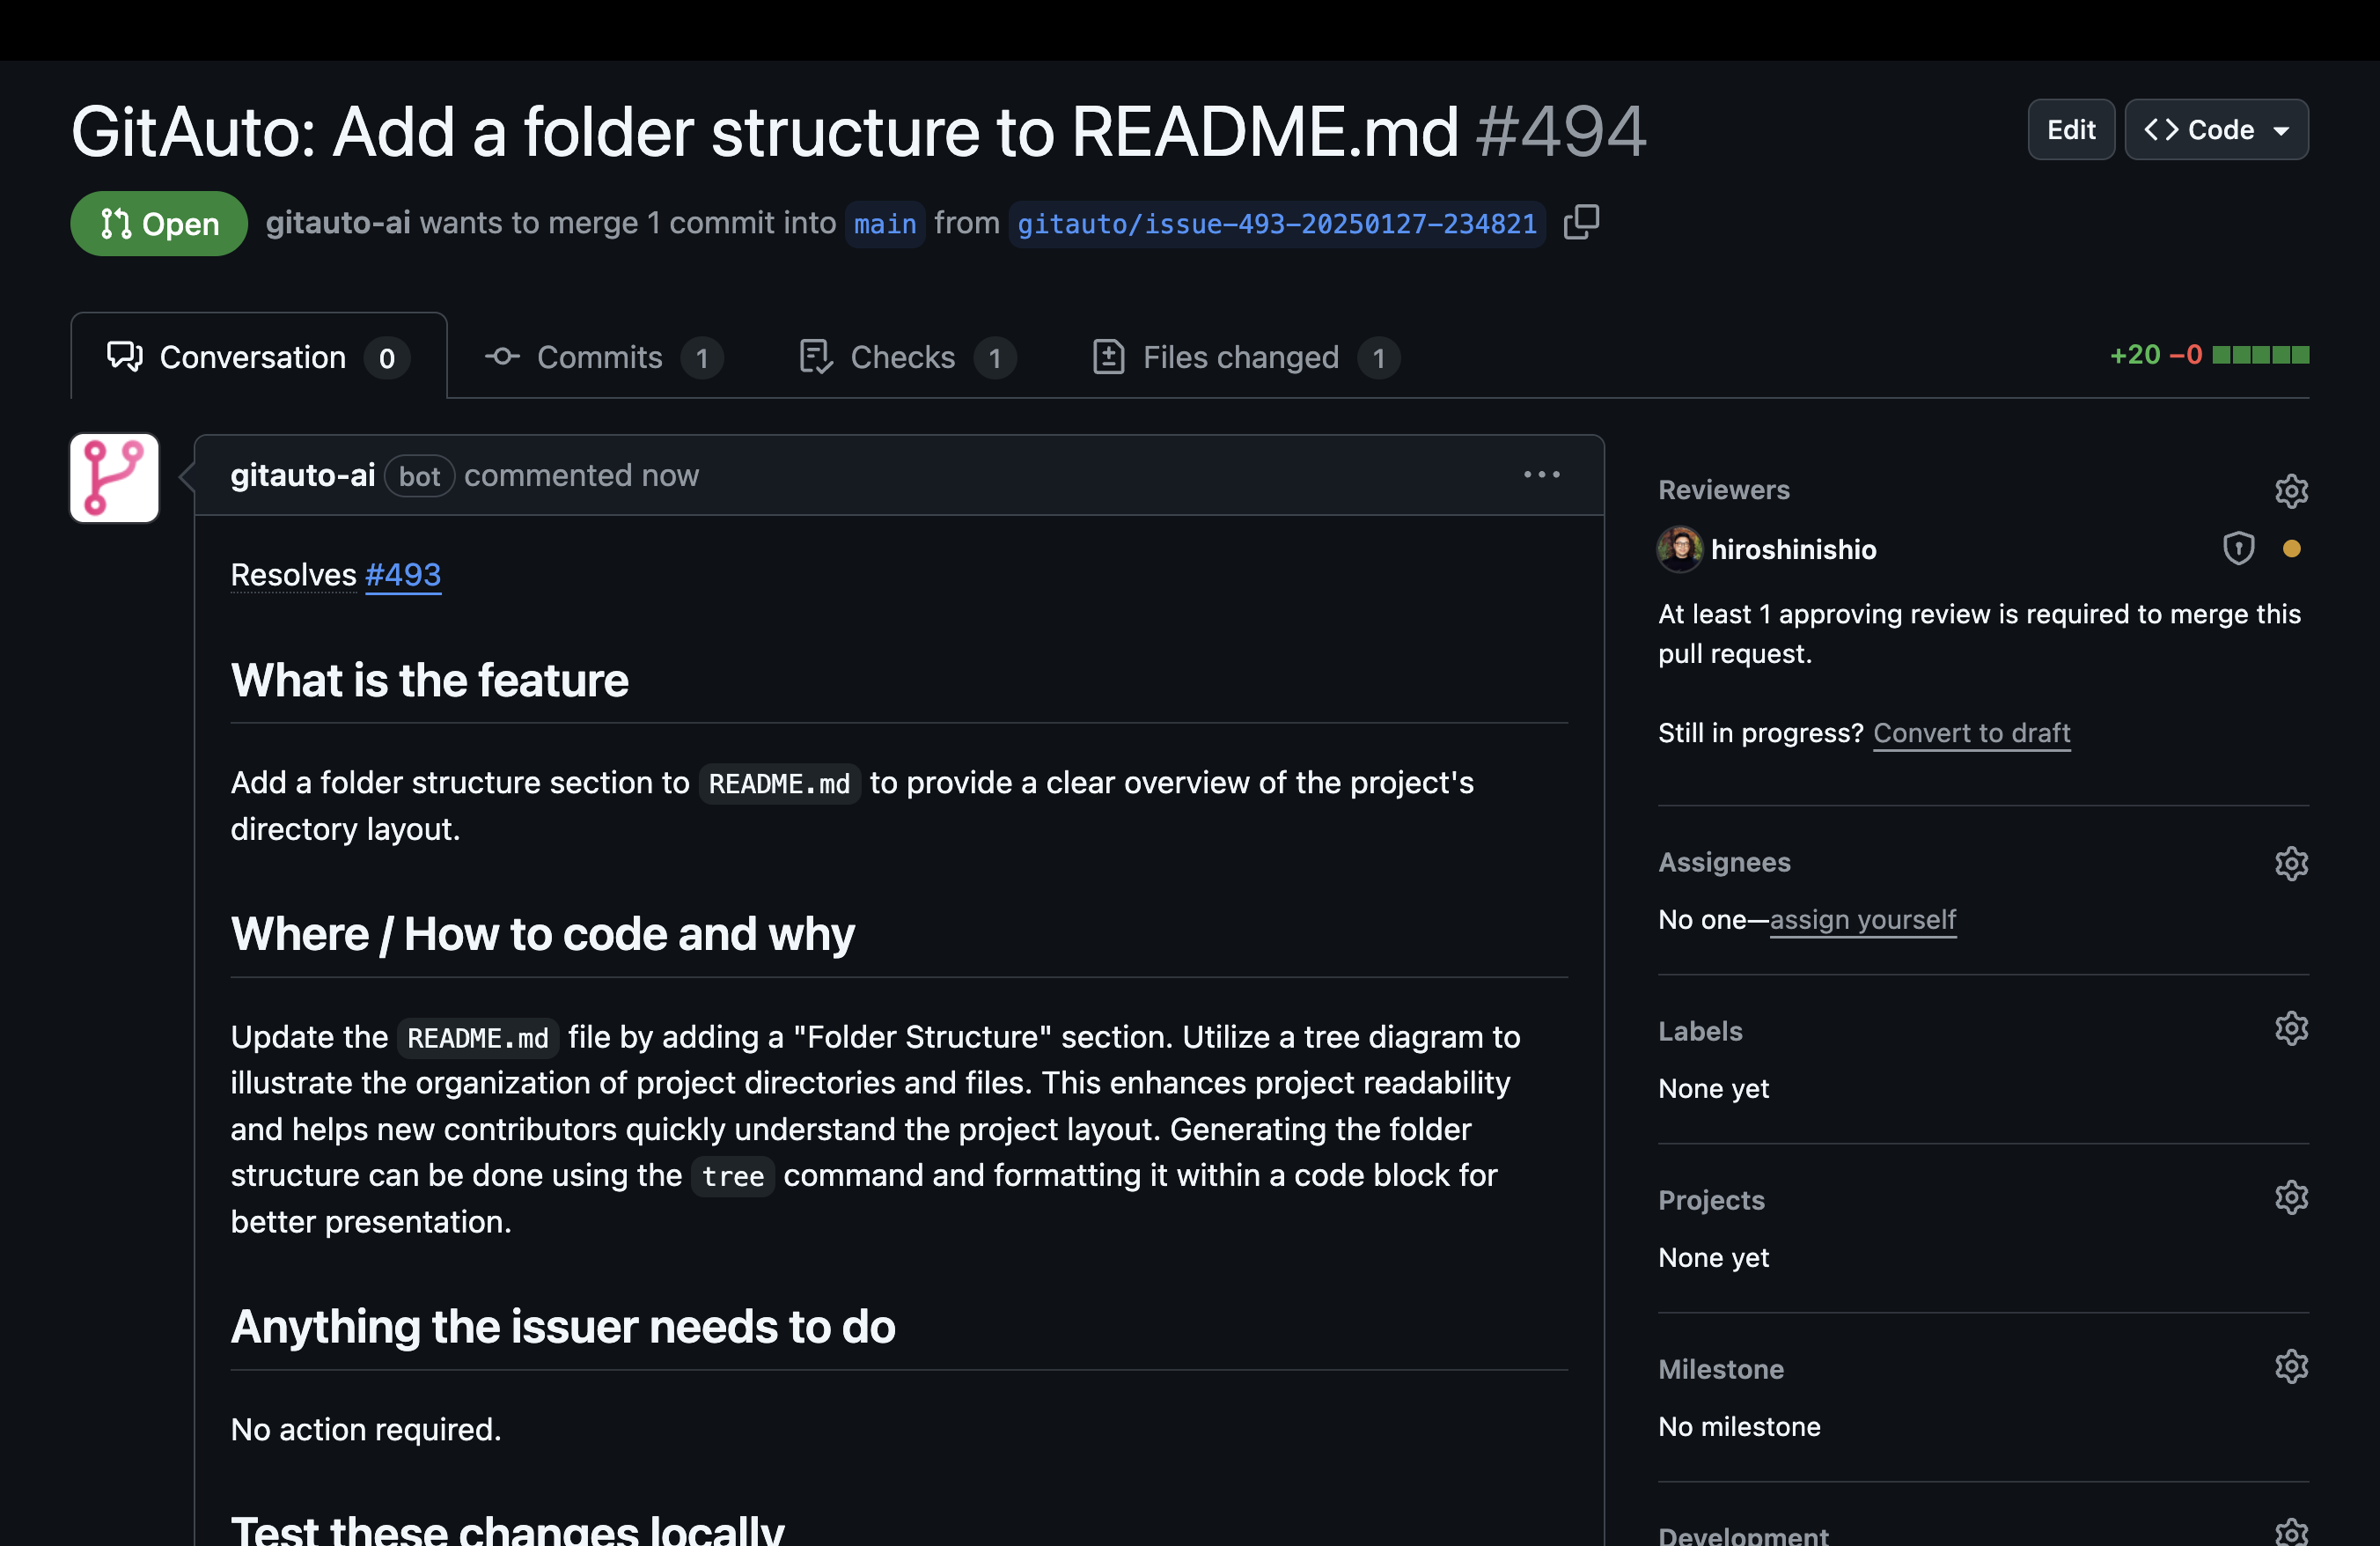 GitAuto: Add a folder structure to README.md #494
Edit
Code
Open
gitauto-ai wants to merge 1 commit into main from gitauto/issue-493-20250127-234821
Conversation 0
Commits 1
Checks 1
Files changed 1
+20 −0
gitauto-ai bot commented now
Resolves #493
What is the feature
Add a folder structure section to README.md to provide a clear overview of the project's
directory layout.
Where / How to code and why
Update the README.md file by adding a "Folder Structure" section. Utilize a tree diagram to
illustrate the organization of project directories and files. This enhances project readability
and helps new contributors quickly understand the project layout. Generating the folder
structure can be done using the tree command and formatting it within a code block for
better presentation.
Anything the issuer needs to do
No action required.
Test these changes locally
Reviewers
hiroshinishio
At least 1 approving review is required to merge this
pull request.
Still in progress? Convert to draft
Assignees
No one—assign yourself
Labels
None yet
Projects
None yet
Milestone
No milestone
Development